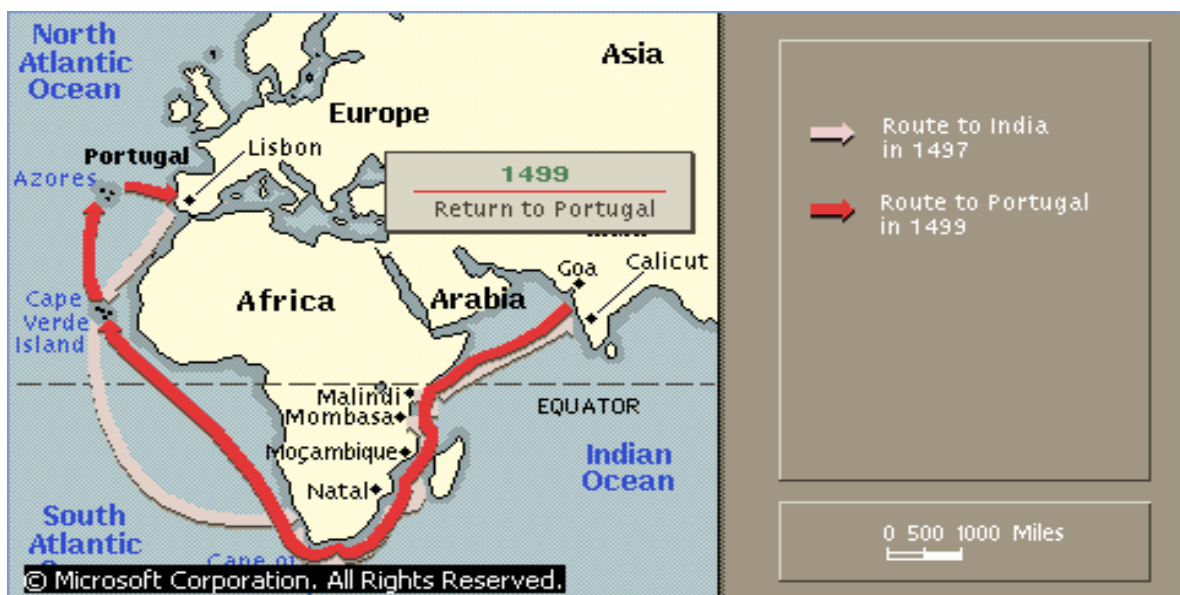 North
Atlantic
Ocean
Asia
Europe
Portugal
Lisbon
Azores
1499
Return to Portugal
Goa
Calicut
Cape
Verde
Island
Africa
Arabia
Malindi
Mombasa
EQUATOR
Moçambique
Natal
Indian
Ocean
South
Atlantic
Cape of
© Microsoft Corporation. All Rights Reserved.
Route to India
in 1497
Route to Portugal
in 1499
0 500 1000 Miles